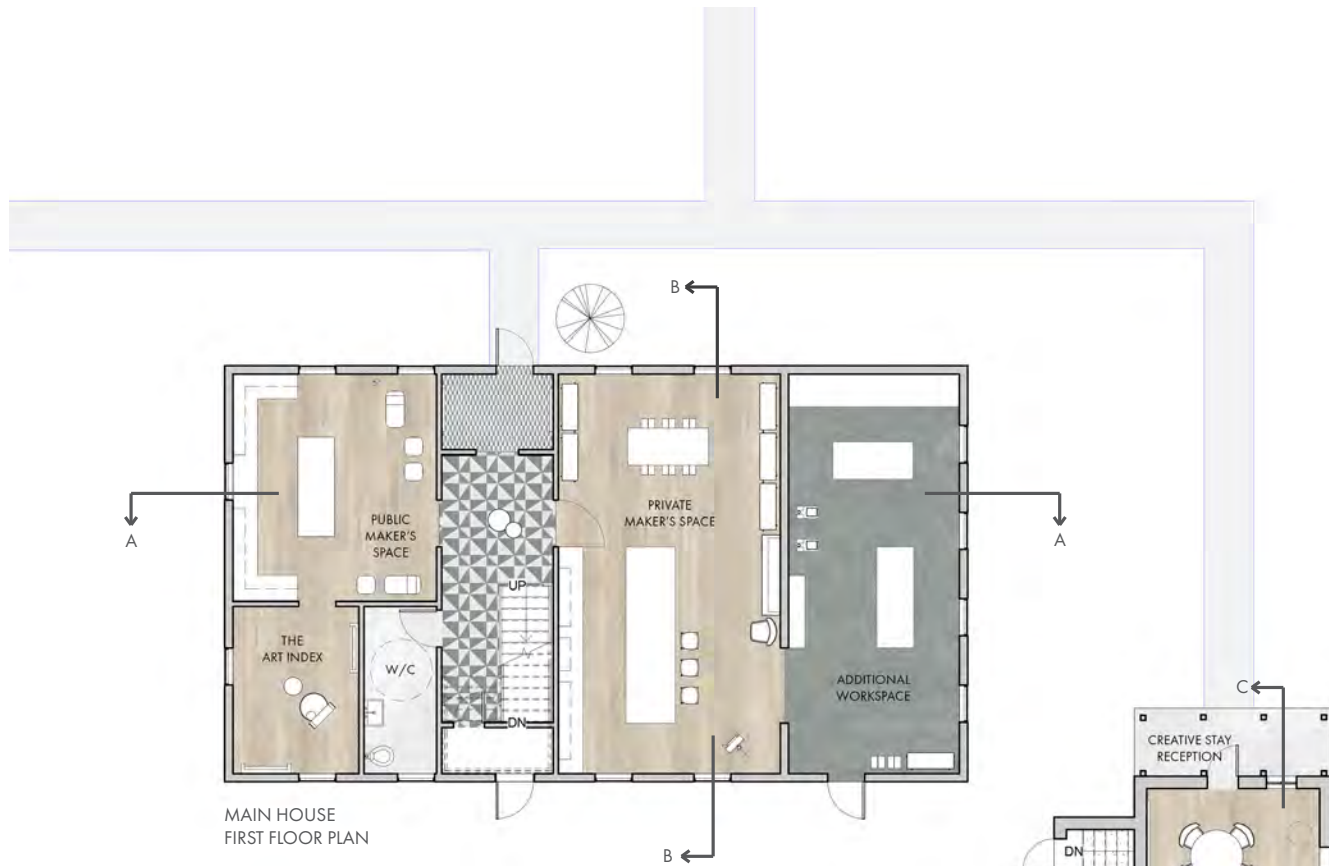 B
A
PUBLIC
MAKER'S
SPACE
PRIVATE
MAKER'S SPACE
A
UP
THE
ART INDEX
W/C
ADDITIONAL
WORKSPACE
DN
C
CREATIVE STAY
RECEPTION
MAIN HOUSE
FIRST FLOOR PLAN
B
DN